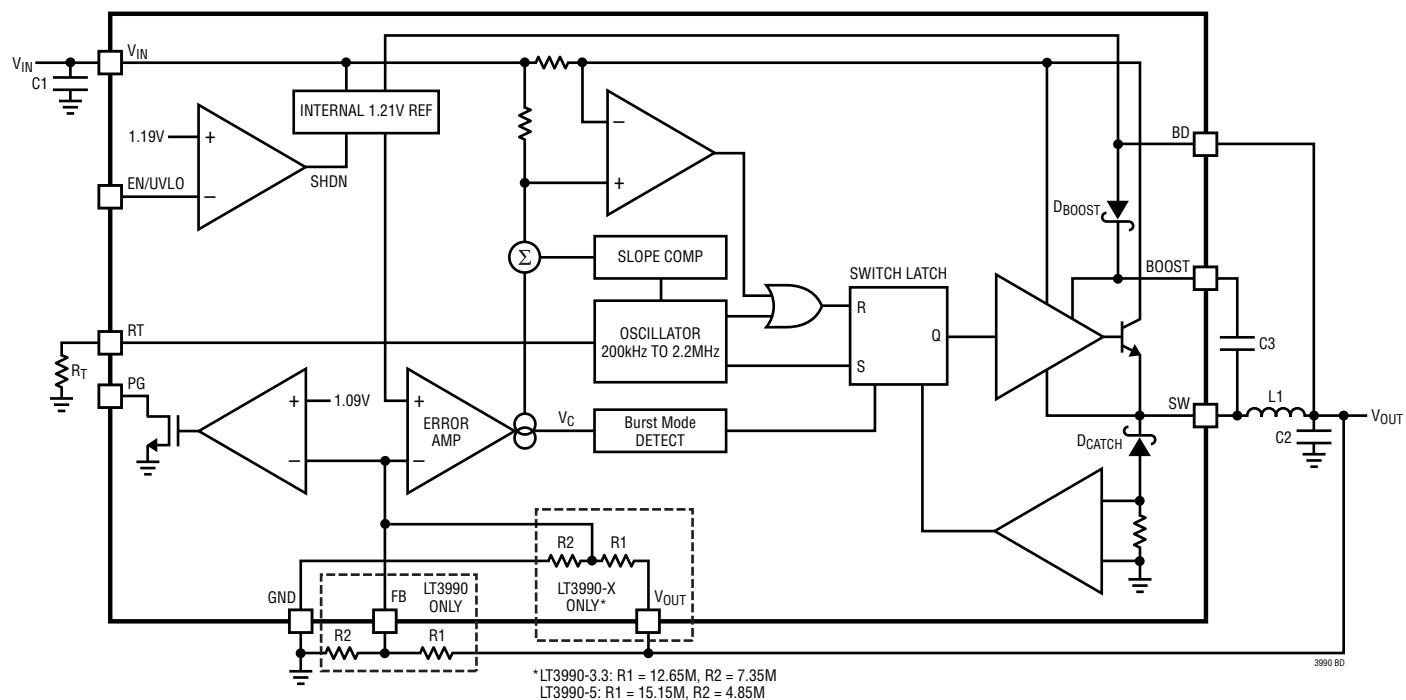 VIN
VIN
C1
INTERNAL 1.21V REF
1.19V
+
−
SHDN
EN/UVLO
−
+
Σ
SLOPE COMP
OSCILLATOR
200kHz TO 2.2MHz
RT
RT
PG
+
1.09V
−
+
ERROR
AMP
−
VC
Burst Mode
DETECT
SWITCH LATCH
R
Q
S
BD
DBOOST
BOOST
C3
SW
L1
VOUT
C2
DCATCH
R2
R1
LT3990-X
ONLY*
VOUT
GND
FB
LT3990
ONLY
R2
R1
3990 BD
*LT3990-3.3: R1 = 12.65M, R2 = 7.35M
LT3990-5: R1 = 15.15M, R2 = 4.85M